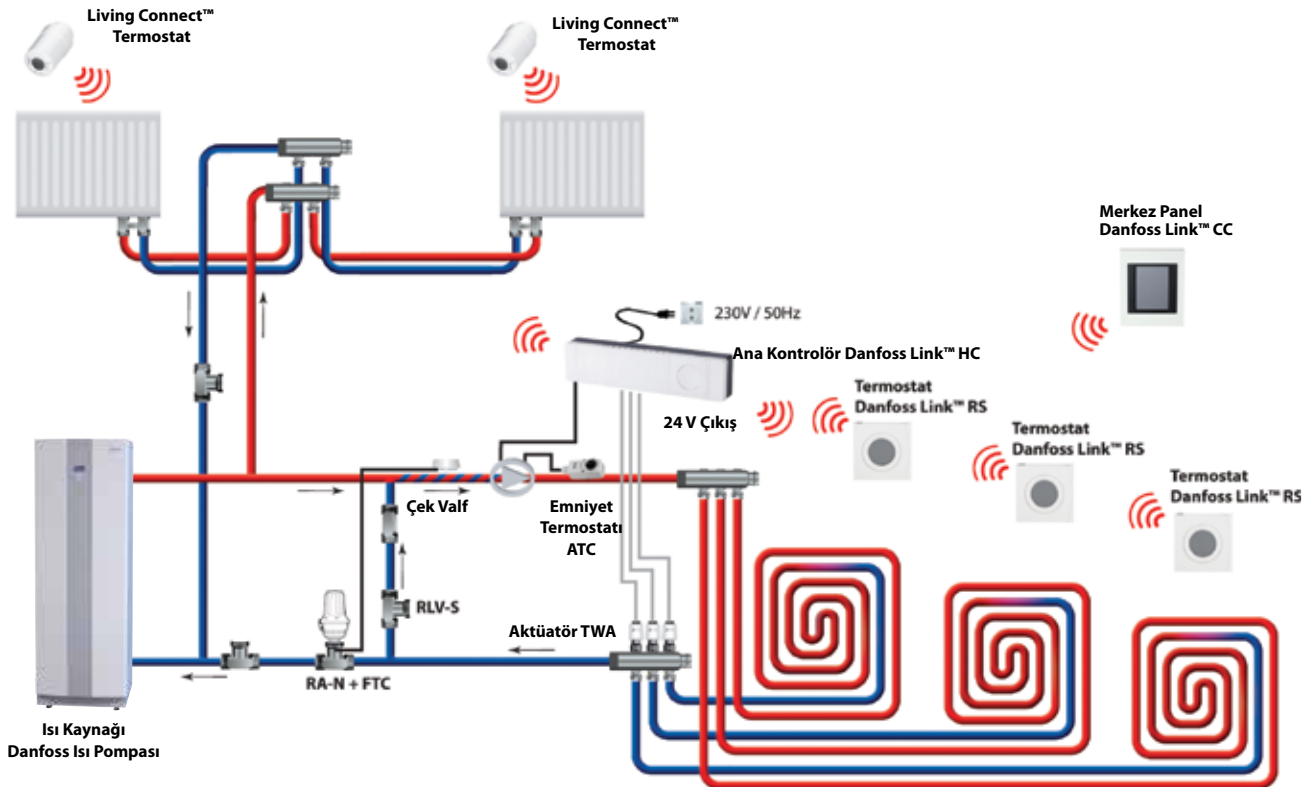 Living Connect™
Termostat
Living Connect™
Termostat
Merkez Panel
Danfoss Link™ CC
230V / 50Hz
Ana Kontrolör Danfoss Link™ HC
Termostat
Danfoss Link™ RS
24 V Çıkış
Termostat
Danfoss Link™ RS
Termostat
Danfoss Link™ RS
Çek Valf
Emniyet
Termostatı
ATC
RLV-S
Aktüatör TWA
RA-N + FTC
Isı Kaynağı
Danfoss Isı Pompası